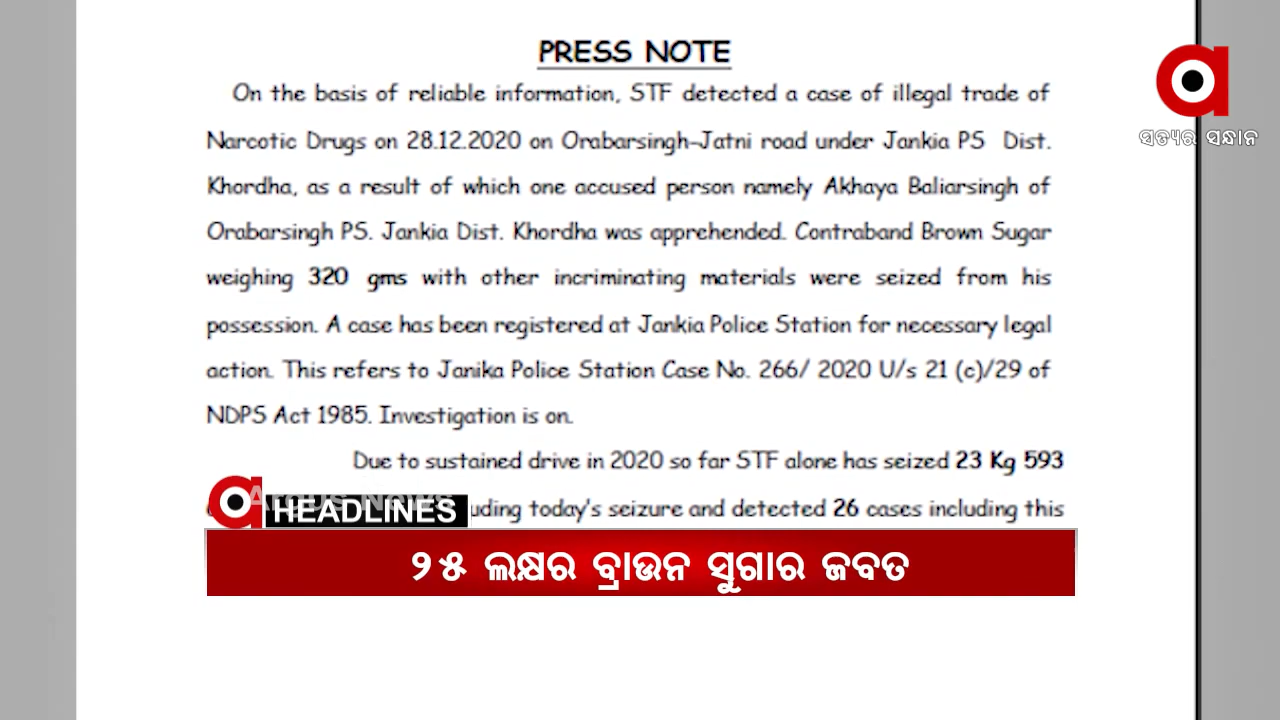 PRESS NOTE
On the basis of reliable information, STF detected a case of illegal trade of
Narcotic Drugs on 28.12.2020 on Orabarsingh-Jatni road under Jankia PS Dist.
Khordha, as a result of which one accused person namely Akhaya Baliarsingh of
Orabarsingh PS. Jankia Dist. Khordha was apprehended. Contraband Brown Sugar
weighing 320 gms with other incriminating materials were seized from his
possession. A case has been registered at Jankia Police Station for necessary legal
action. This refers to Janika Police Station Case No. 266/ 2020 U/s 21 (c)/29 of
NDPS Act 1985. Investigation is on.
Due to sustained drive in 2020 so far STF alone has seized 23 Kg 593
uding today's seizure and detected 26 cases including this
Argus News
HEADLINES
୨୫ ଲକ୍ଷର ବ୍ରାଉନ ସୁଗାର ଜବତ
ସତ୍ୟର ସନ୍ଧାନ